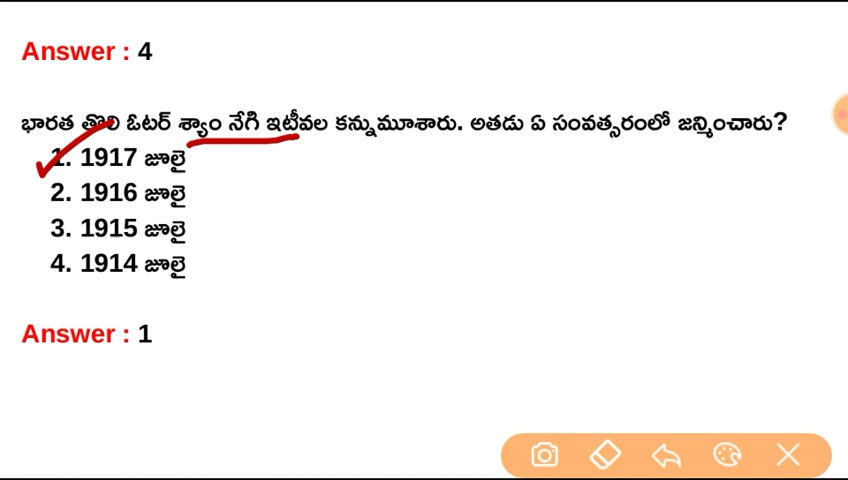 Answer : 4
భారత తొలి ఓటర్ శ్యాం నేగి ఇటీవల కన్నుమూశారు. అతడు ఏ సంవత్సరంలో జన్మించారు?
1. 1917 జూలై
2. 1916 జూలై
3. 1915 జూలై
4. 1914 జూలై
Answer : 1